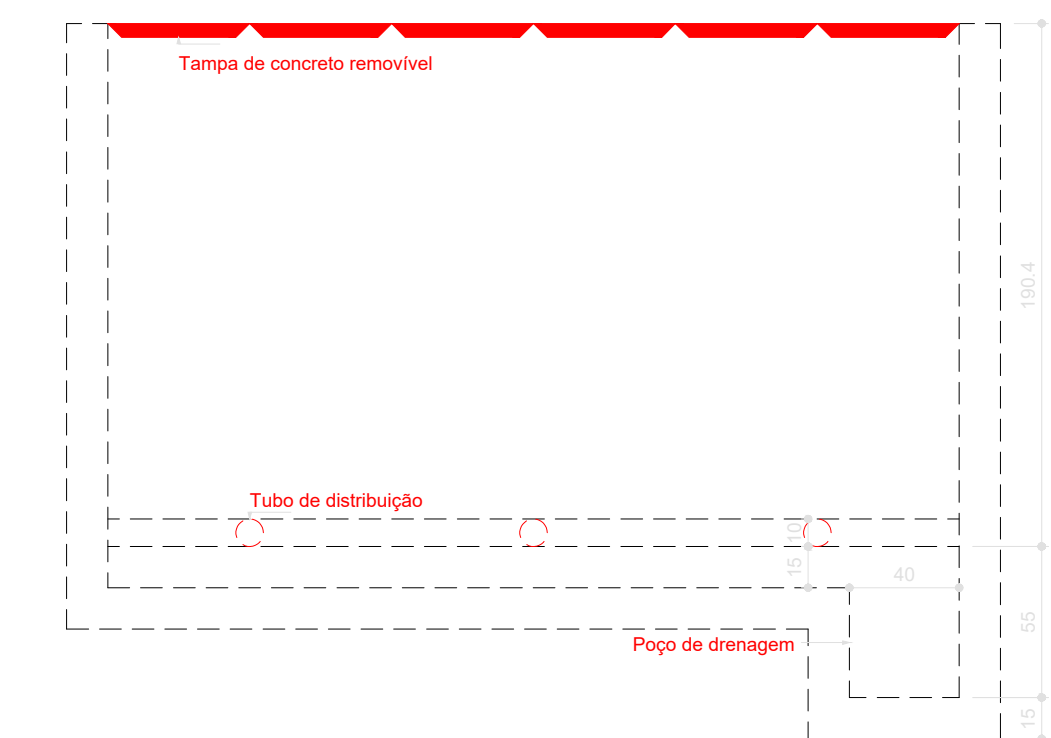 Tampa de concreto removível
190.4
Tubo de distribuição
10
15
40
55
Poço de drenagem
15